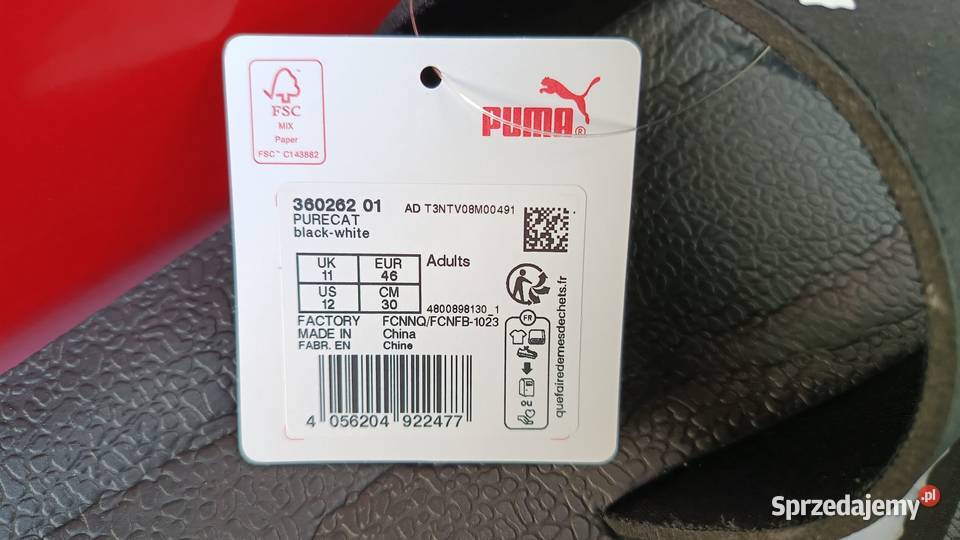 FSC
MIX
Paper
FSC™ C143882
PUMA®
360262 01
AD T3NTV08M00491
PURECAT
black-white
UK 11
EUR 46
Adults
US 12
CM 30
4800898130_1
FACTORY FCNNQ/FCNFB-1023
MADE IN China
FABR. EN Chine
4 056204 922477
FR
ou
quefairedemesdechets.fr
Sprzedajemy.pl